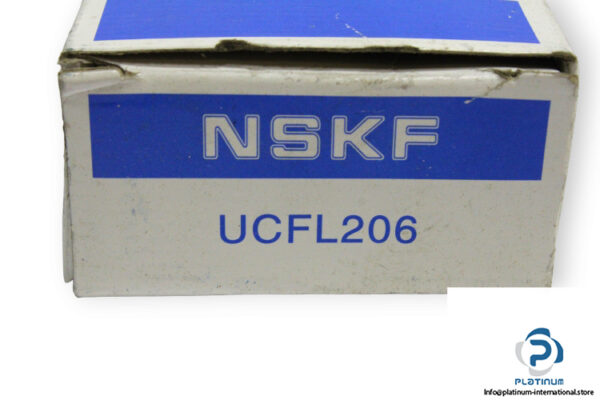 NSKF
UCFL206
PLATINUM
Info@platinum-international.store